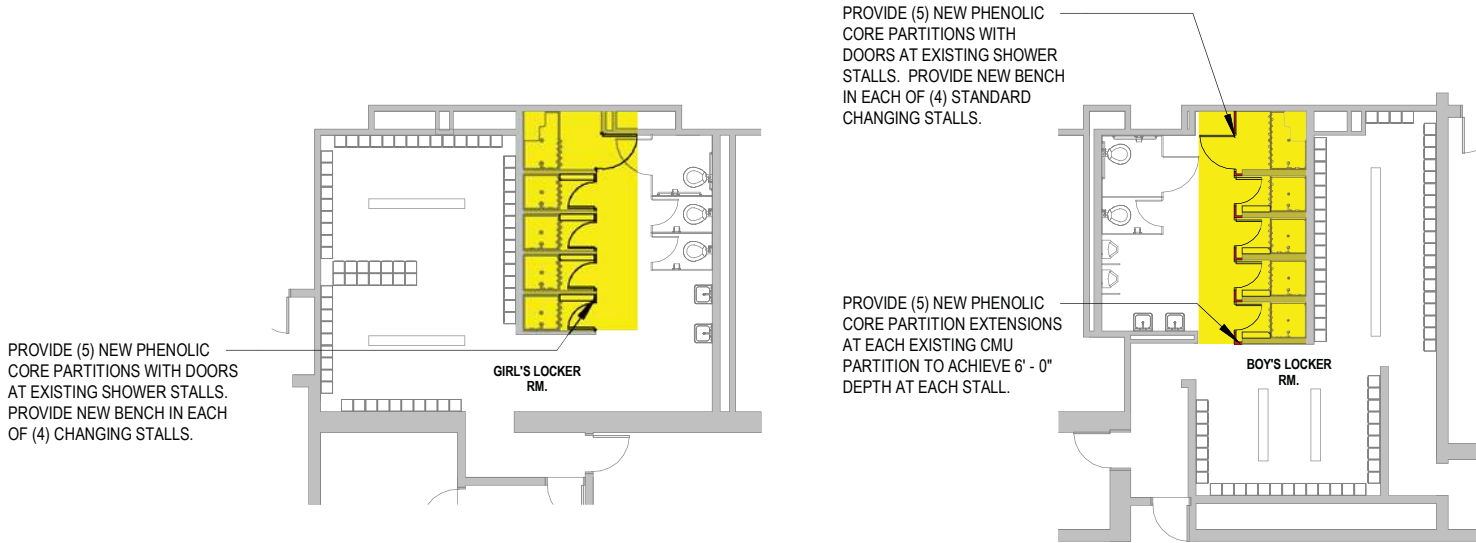 PROVIDE (5) NEW PHENOLIC
CORE PARTITIONS WITH DOORS
AT EXISTING SHOWER STALLS.
PROVIDE NEW BENCH IN EACH
OF (4) CHANGING STALLS.
GIRL'S LOCKER
RM.
PROVIDE (5) NEW PHENOLIC
CORE PARTITIONS WITH
DOORS AT EXISTING SHOWER
STALLS. PROVIDE NEW BENCH
IN EACH OF (4) STANDARD
CHANGING STALLS.
PROVIDE (5) NEW PHENOLIC
CORE PARTITION EXTENSIONS
AT EACH EXISTING CMU
PARTITION TO ACHIEVE 6' - 0"
DEPTH AT EACH STALL.
BOY'S LOCKER
RM.